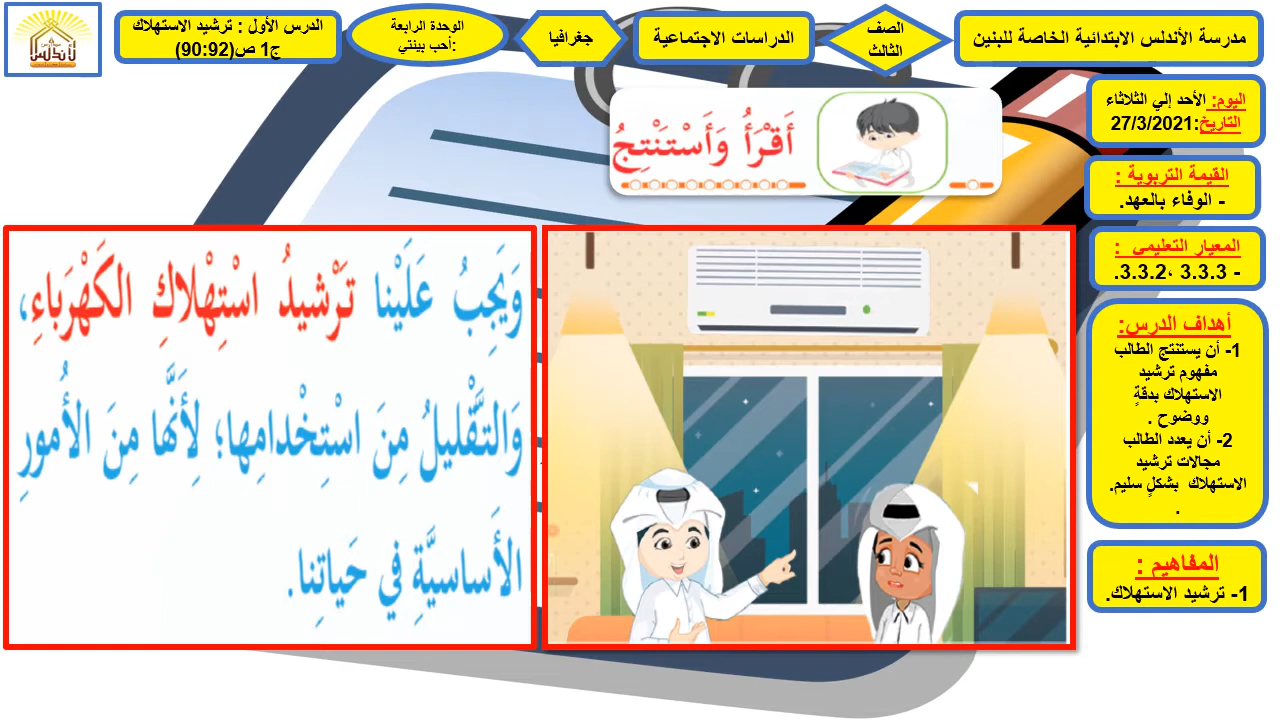 مدرسة الأندلس الابتدائية الخاصة للبنين
الصف
الثالث
الدراسات الاجتماعية
جغرافيا
الوحدة الرابعة
:أحب بيئتي
الدرس الأول : ترشيد الاستهلاك
ج1 ص(90:92)
اليوم: الأحد إلي الثلاثاء
التاريخ:27/3/2021
القيمة التربوية :
- الوفاء بالعهد.
المعيار التعليمي :
- 3.3.3 ،3.3.2.
أهداف الدرس:
1- أن يستنتج الطالب
مفهوم ترشيد
الاستهلاك بدقةٍ
ووضوح .
2- أن يعدد الطالب
مجالات ترشيد
الاستهلاك بشكلٍ سليم.
.
المفاهيم :
1- ترشيد الاستهلاك.
أَقْرَأُ وَأَسْتَنْتِجُ
وَيَجِبُ عَلَيْنا تَرْشيدُ اسْتِهْلاكِ الكَهْرَباءِ،
وَالتَّقْليلُ مِنَ اسْتِخْدامِها؛ لِأَنَّها مِنَ الأُمورِ
الأَساسيَّةِ في حَياتِنا.